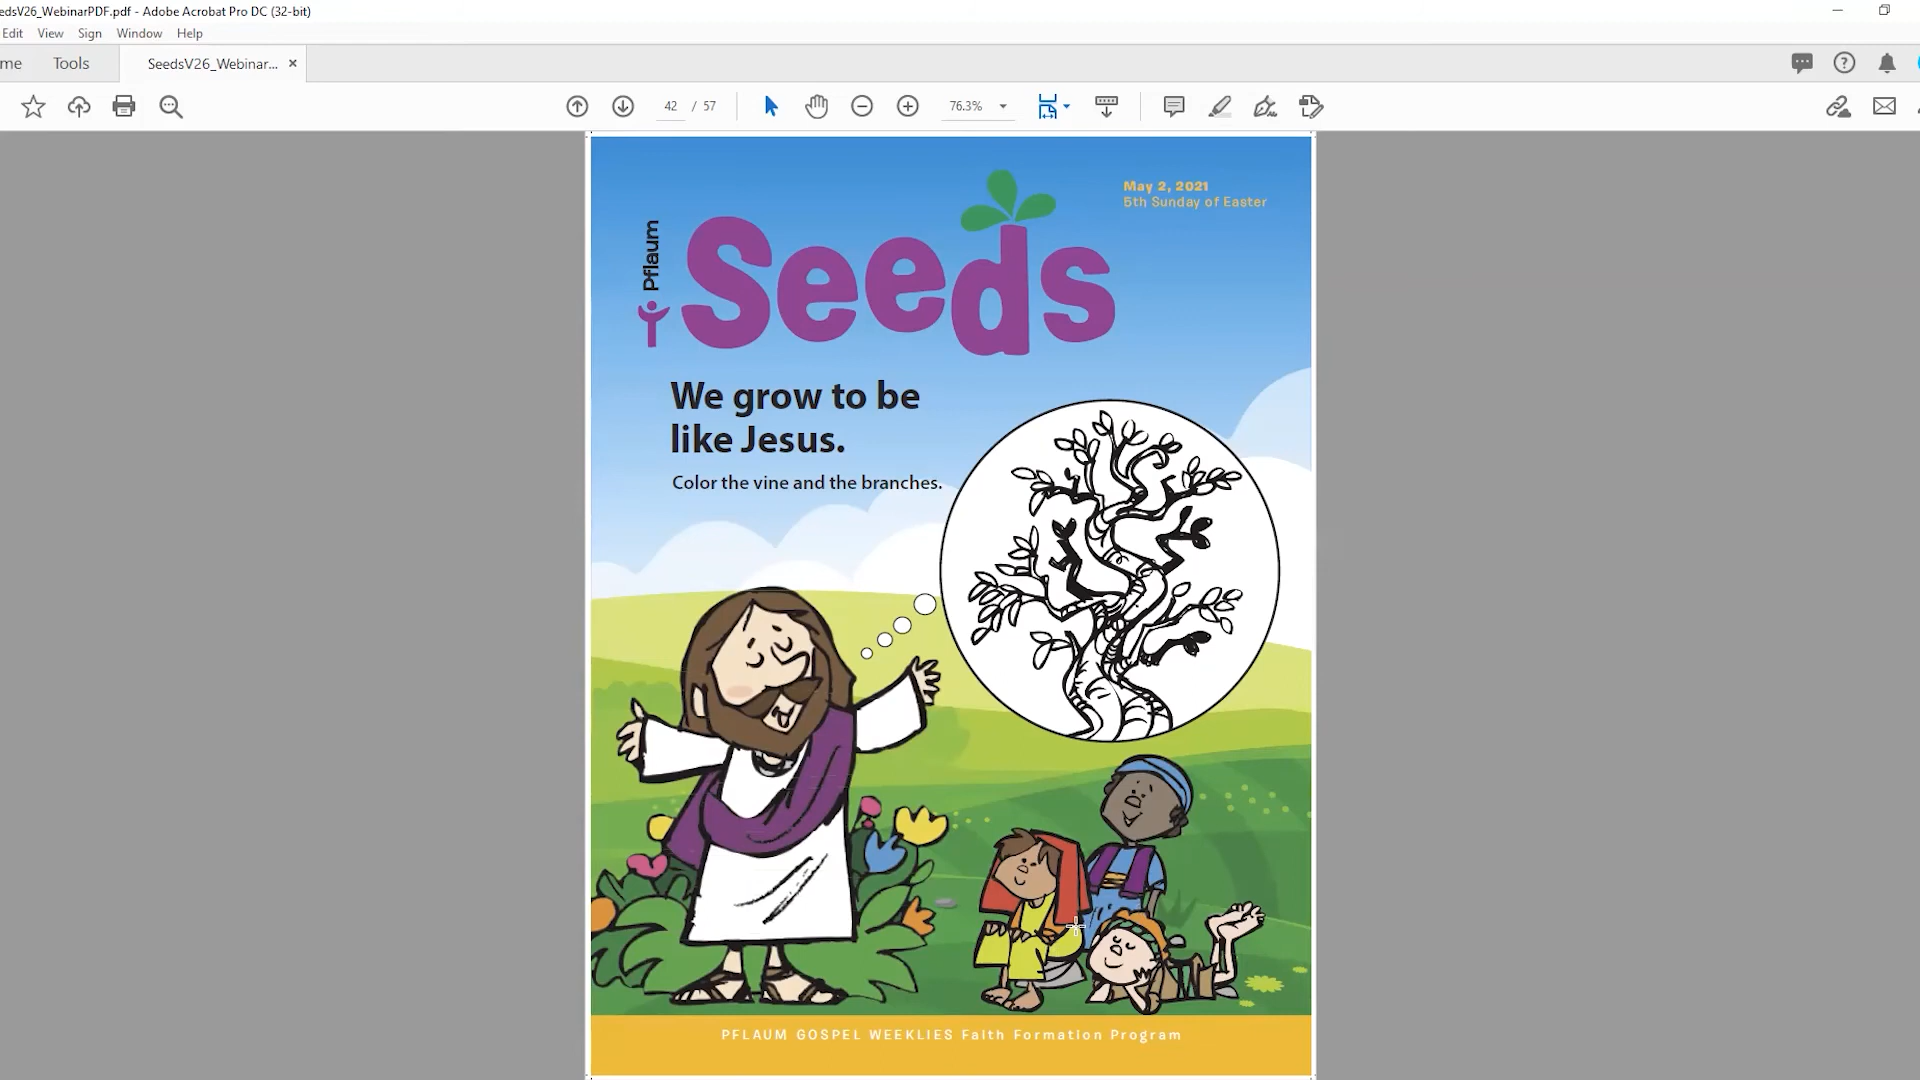 edsV26_WebinarPDF.pdf - Adobe Acrobat Pro DC (32-bit)
Edit View Sign Window Help
me Tools SeedsV26_Webinar... ×
42 / 57 76.3%
May 2, 2021
5th Sunday of Easter
Pflaum
Seeds
We grow to be
like Jesus.
Color the vine and the branches.
PFLAUM GOSPEL WEEKLIES Faith Formation Program